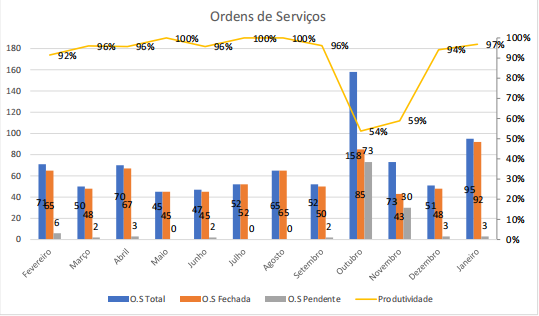 Ordens de Serviços
180 160 140 120 100 80 60 40 20 0
100% 90% 80% 70% 60% 50% 40% 30% 20% 10% 0%
92% 96% 96% 100% 96% 100% 100% 96% 54% 59% 94% 97%
71 65 6
50 48 2
70 67 3
45 45 0
47 45 2
52 52 0
65 65 0
52 50 2
158 85 73
73 43 30
51 48 3
95 92 3
Fevereiro Março Abril Maio Junho Julho Agosto Setembro Outubro Novembro Dezembro Janeiro
O.S Total O.S Fechada O.S Pendente Produtividade